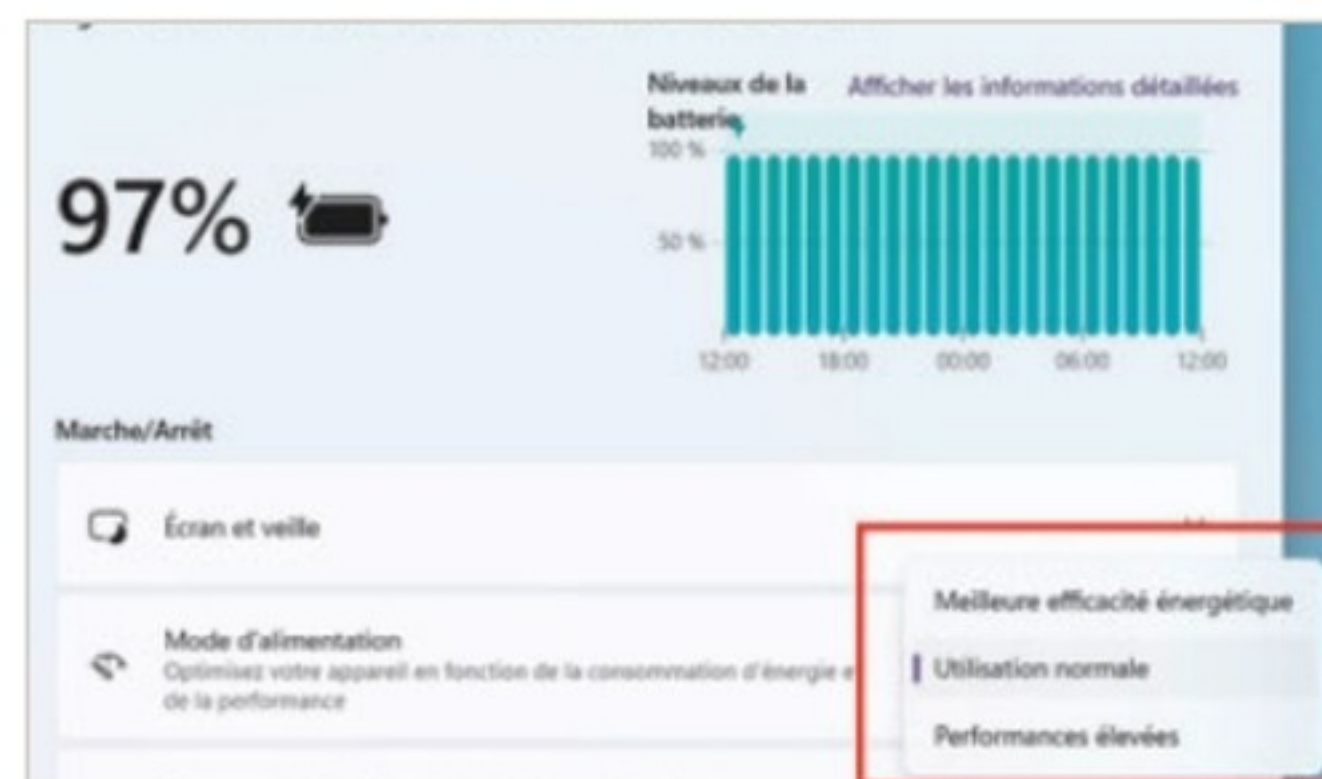 Niveaux de la
batterie
Afficher les informations détaillées
100 %
97%
50 %
12:00 18:00 00:00 06:00 12:00
Marche/Arrêt
Écran et veille
Mode d'alimentation
Optimisez votre appareil en fonction de la consommation d'énergie e
de la performance
Meilleure efficacité énergétique
Utilisation normale
Performances élevées